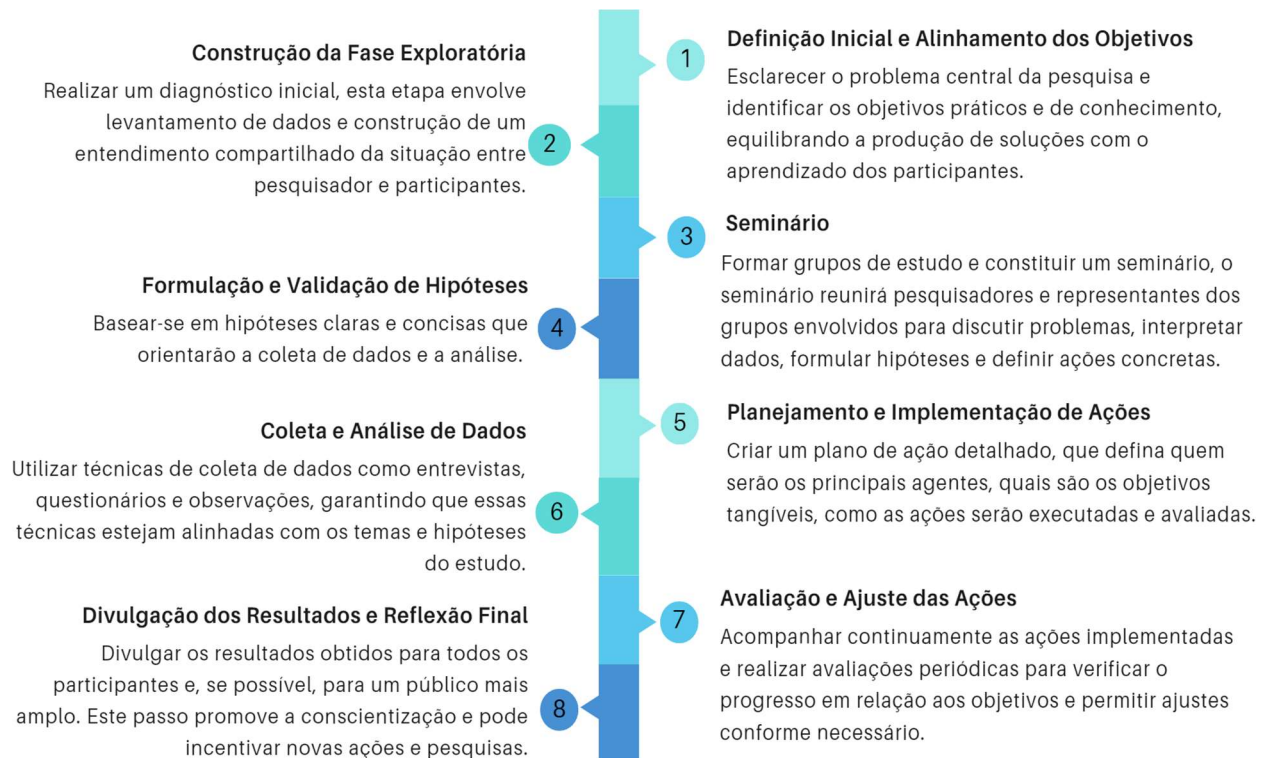 1
Definição Inicial e Alinhamento dos Objetivos
Esclarecer o problema central da pesquisa e
identificar os objetivos práticos e de conhecimento,
equilibrando a produção de soluções com o
aprendizado dos participantes.
Construção da Fase Exploratória
Realizar um diagnóstico inicial, esta etapa envolve
levantamento de dados e construção de um
entendimento compartilhado da situação entre
pesquisador e participantes.
2
3
Seminário
Formar grupos de estudo e constituir um seminário, o
seminário reunirá pesquisadores e representantes dos
grupos envolvidos para discutir problemas, interpretar
dados, formular hipóteses e definir ações concretas.
Formulação e Validação de Hipóteses
Basear-se em hipóteses claras e concisas que
orientarão a coleta de dados e a análise.
4
5
Planejamento e Implementação de Ações
Criar um plano de ação detalhado, que defina quem
serão os principais agentes, quais são os objetivos
tangíveis, como as ações serão executadas e avaliadas.
Coleta e Análise de Dados
Utilizar técnicas de coleta de dados como entrevistas,
questionários e observações, garantindo que essas
técnicas estejam alinhadas com os temas e hipóteses
do estudo.
6
7
Avaliação e Ajuste das Ações
Acompanhar continuamente as ações implementadas
e realizar avaliações periódicas para verificar o
progresso em relação aos objetivos e permitir ajustes
conforme necessário.
Divulgação dos Resultados e Reflexão Final
Divulgar os resultados obtidos para todos os
participantes e, se possível, para um público mais
amplo. Este passo promove a conscientização e pode
incentivar novas ações e pesquisas.
8